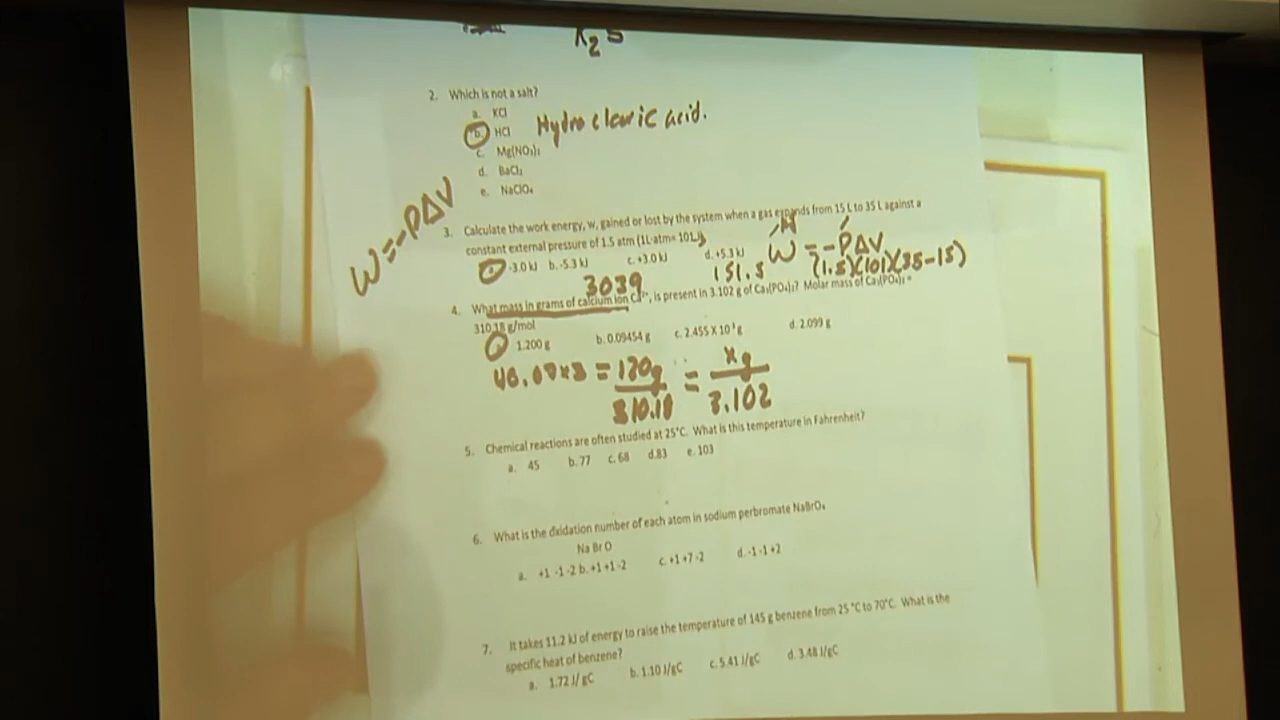 K2S
2. Which is not a salt?
a. KCl
b. HCl Hydro cloric acid.
c. Mg(NO₃)₂
d. BaCl₂
e. NaClO₄
W=-PΔV
3. Calculate the work energy, w, gained or lost by the system when a gas expands from 15 L to 35 L against a
constant external pressure of 1.5 atm (1L·atm= 101J)
-3.0 kJ b.-5.3 kJ c.+3.0 kJ d.+5.3 kJ W = -PΔV
151.5 (1.5)(101)(35-15)
3039
4. What mass in grams of calcium ion Ca²⁺, is present in 3.102 g of Ca₃(PO₄)₂? Molar mass of Ca₃(PO₄)₂ =
310.18 g/mol
1.200 g b. 0.09454 g c. 2.455 X 10 g d. 2.099 g
40.08×3 = 120g = Xg
310.18 3.102
5. Chemical reactions are often studied at 25°C. What is this temperature in Fahrenheit?
a. 45 b. 77 c. 68 d.83 e. 103
6. What is the oxidation number of each atom in sodium perbromate NaBrO₄
Na Br O
a. +1 -1 -2 b. +1 +1 -2 c. +1 +7 -2 d. -1 -1 +2
7. It takes 11.2 kJ of energy to raise the temperature of 145 g benzene from 25 °C to 70°C. What is the
specific heat of benzene?
a. 1.72 J/ gC b. 1.10 J/gC c. 5.41 J/gC d. 3.48 J/gC